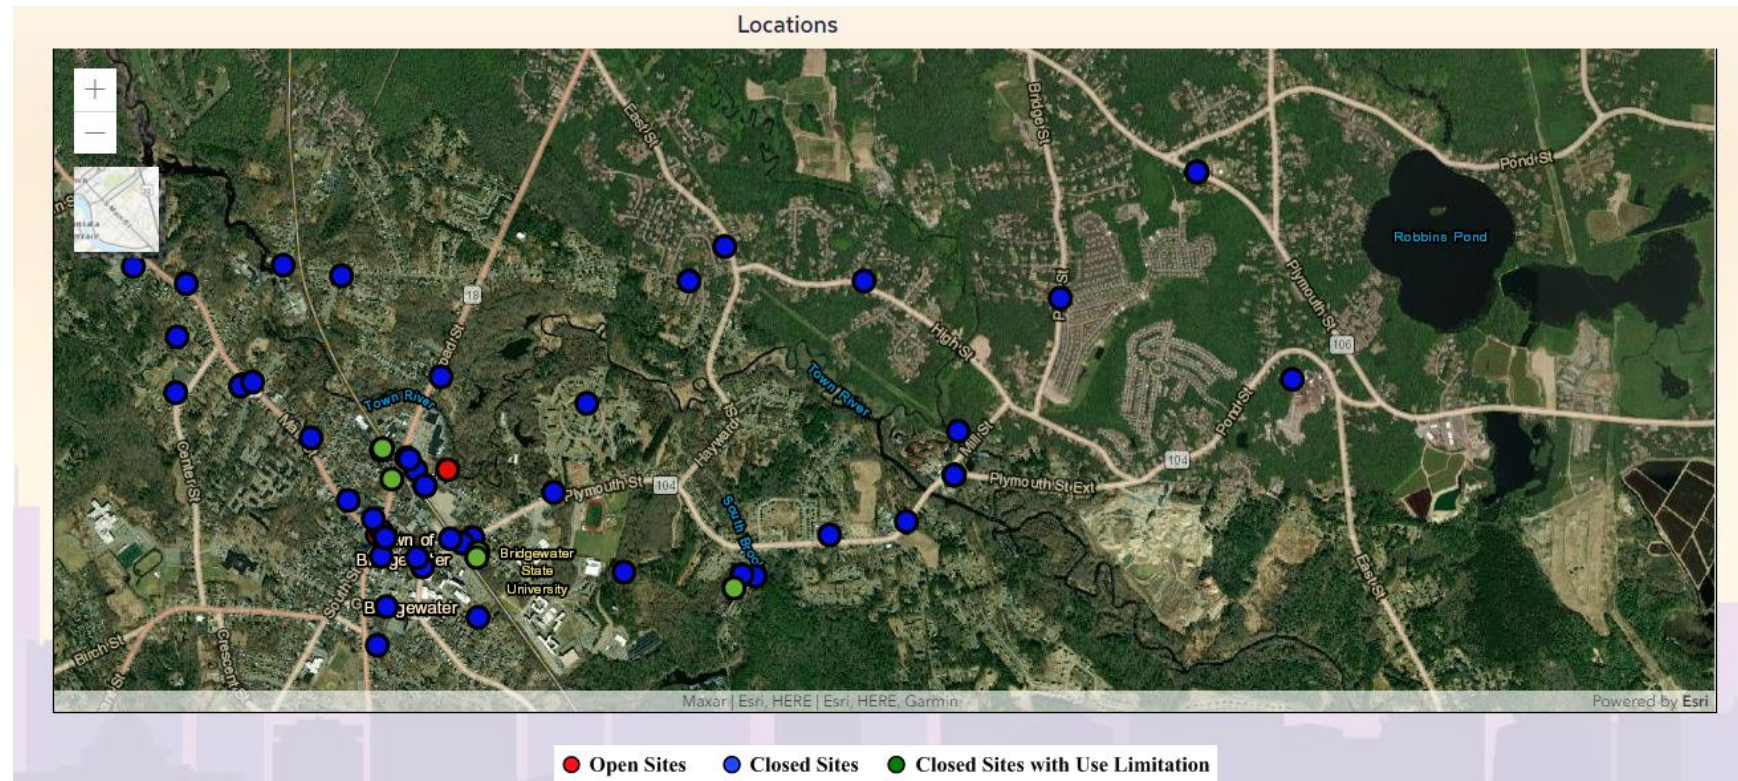 Locations
+
−
East St
Bridge St
Pond St
Robbins Pond
18
Plymouth St
106
High St
Town River
Town River
Hayward St
Mill St
Pond St
104
Center St
Plymouth St
104
Plymouth St Ext
South Broo
Bridgewater
State
University
South St
East St
Birch St
Crescent St
Maxar | Esri, HERE | Esri, HERE, Garmin
Powered by Esri
Open Sites
Closed Sites
Closed Sites with Use Limitation